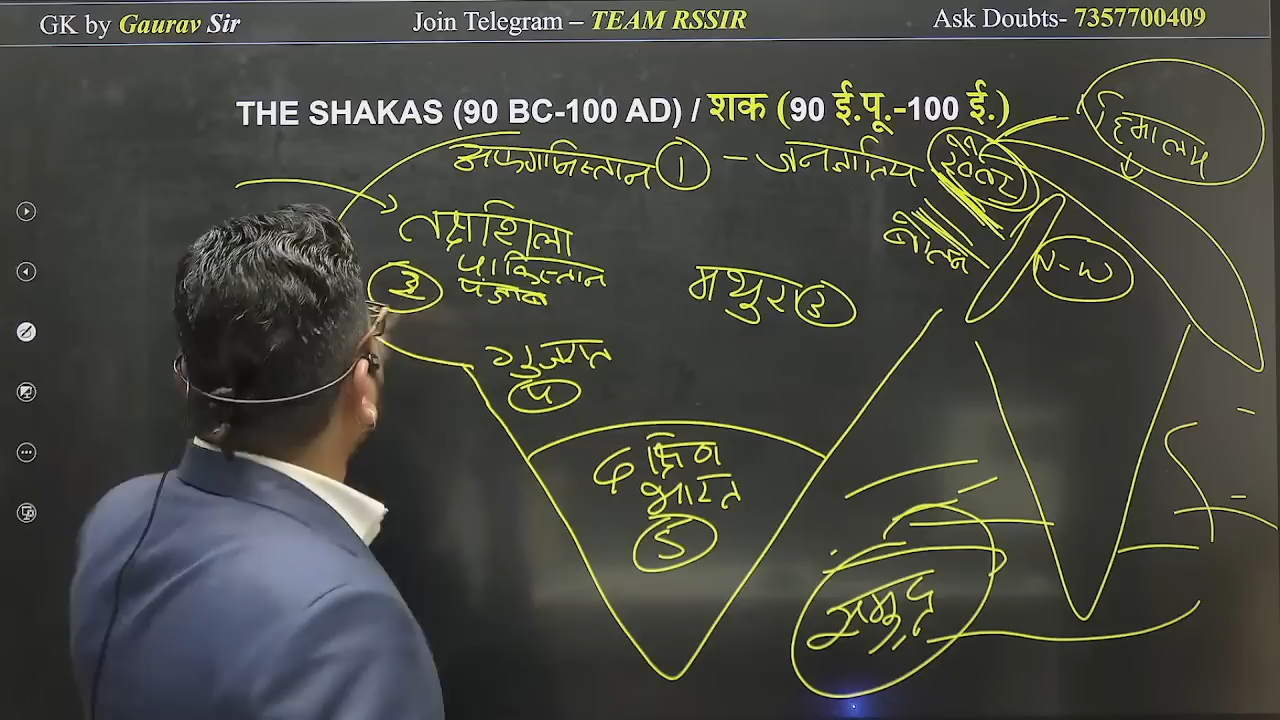 GK by Gaurav Sir
Join Telegram – TEAM RSSIR
Ask Doubts- 7357700409
THE SHAKAS (90 BC-100 AD) / शक (90 ई.पू.-100 ई.)
अफगानिस्तान 1 – जनजातिय
हिमालय
तक्षशिला
पाकिस्तान
पंजाब
बोलन
N-W
मथुरा 3
गुजरात
4
दक्षिण
भारत
5
समुद्र